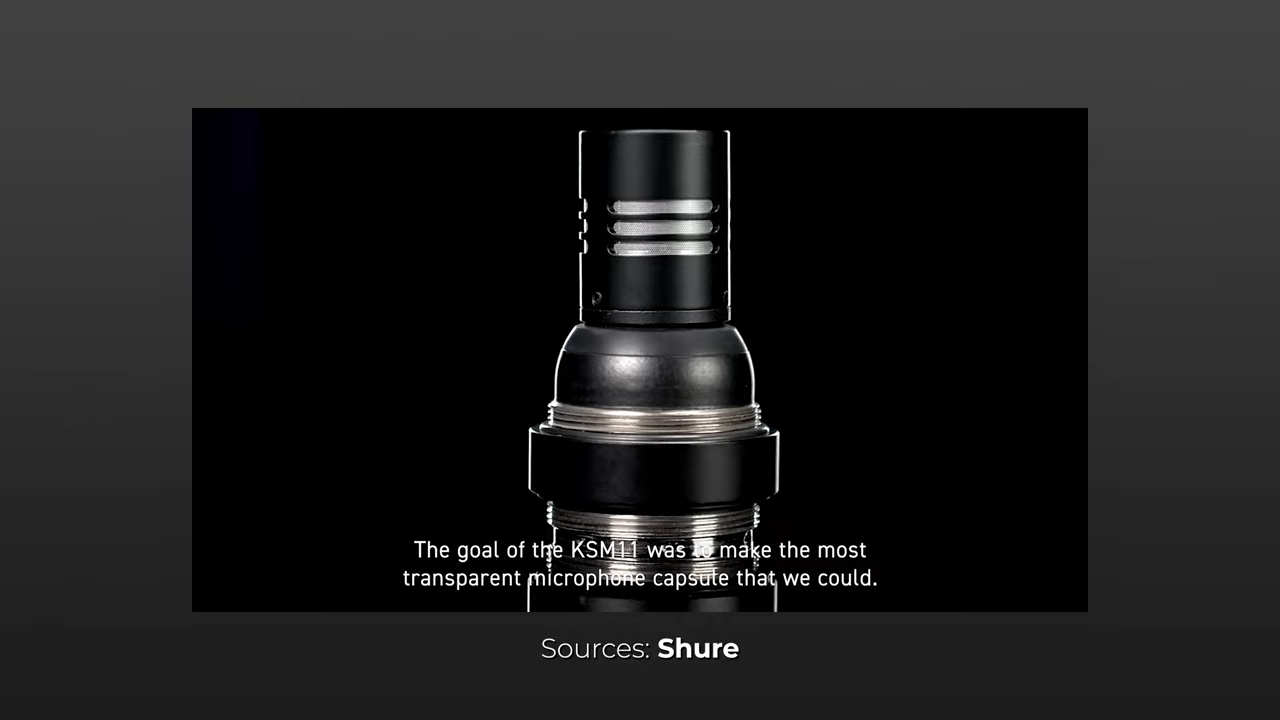 The goal of the KSM11 was to make the most
transparent microphone capsule that we could.
Sources: Shure